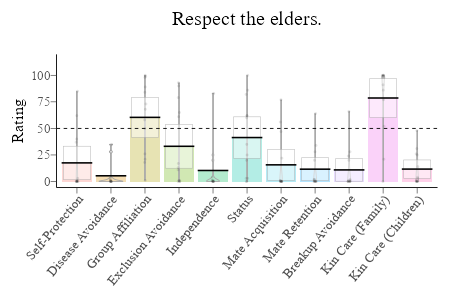 Respect the elders.
Rating
100
75
50
25
0
Self-Protection
Disease Avoidance
Group Affiliation
Exclusion Avoidance
Independence
Status
Mate Acquisition
Mate Retention
Breakup Avoidance
Kin Care (Family)
Kin Care (Children)